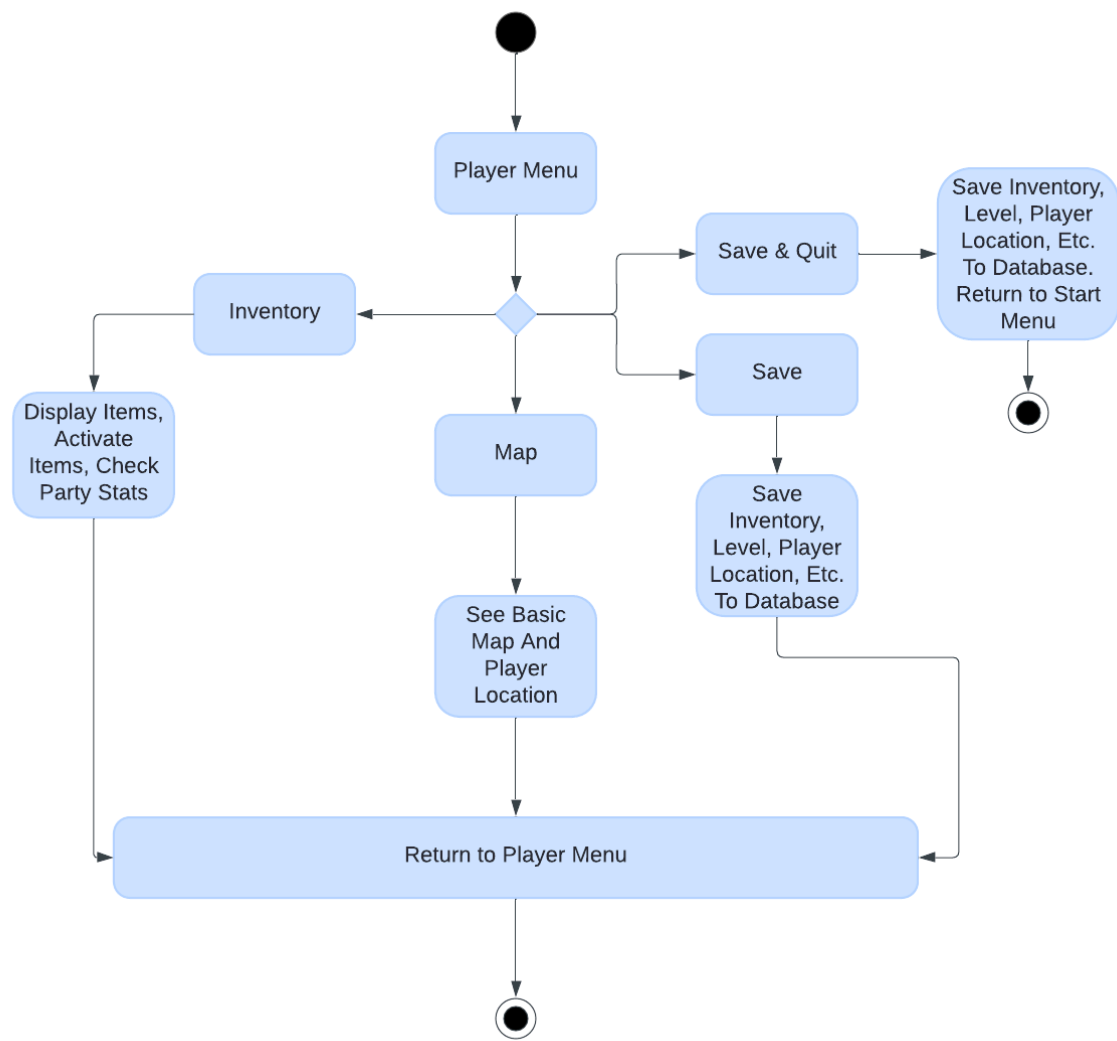 Player Menu
Save & Quit
Save Inventory,
Level, Player
Location, Etc.
To Database.
Return to Start
Menu
Inventory
Save
Display Items,
Activate
Items, Check
Party Stats
Map
Save
Inventory,
Level, Player
Location, Etc.
To Database
See Basic
Map And
Player
Location
Return to Player Menu